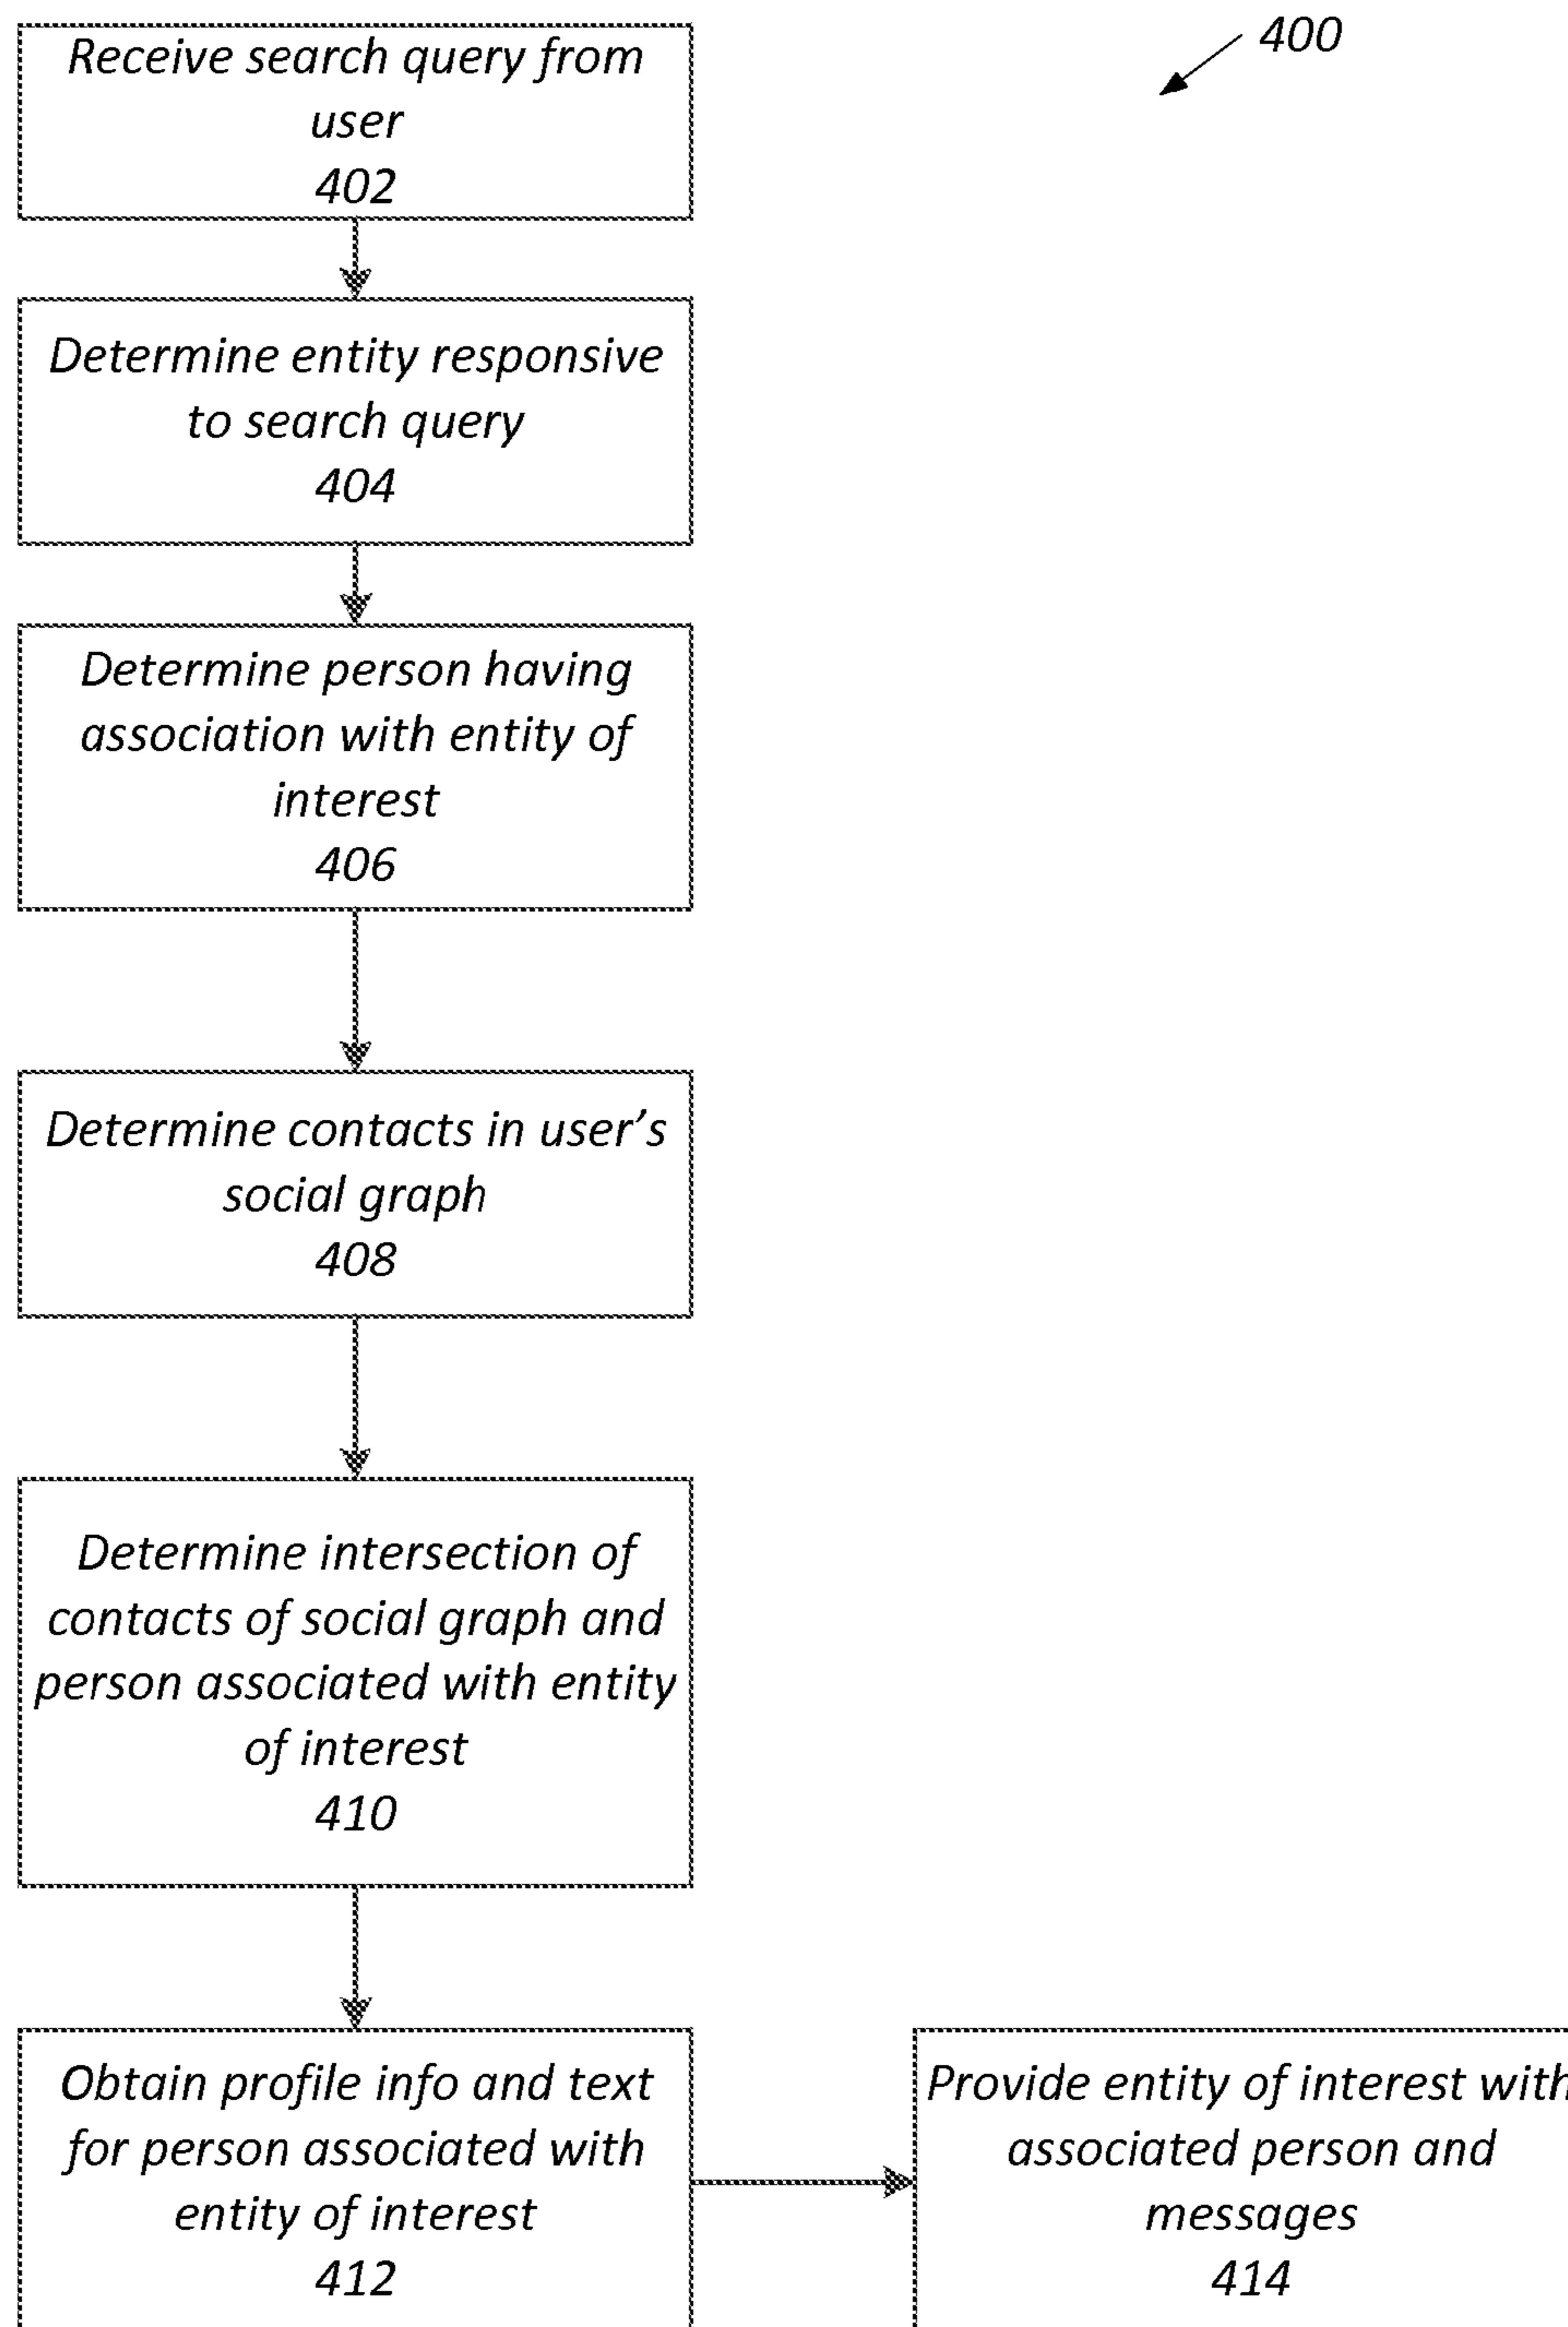 Receive search query from
user
402
400
Determine entity responsive
to search query
404
Determine person having
association with entity of
interest
406
Determine contacts in user’s
social graph
408
Determine intersection of
contacts of social graph and
person associated with entity
of interest
410
Obtain profile info and text
for person associated with
entity of interest
412
Provide entity of interest with
associated person and
messages
414